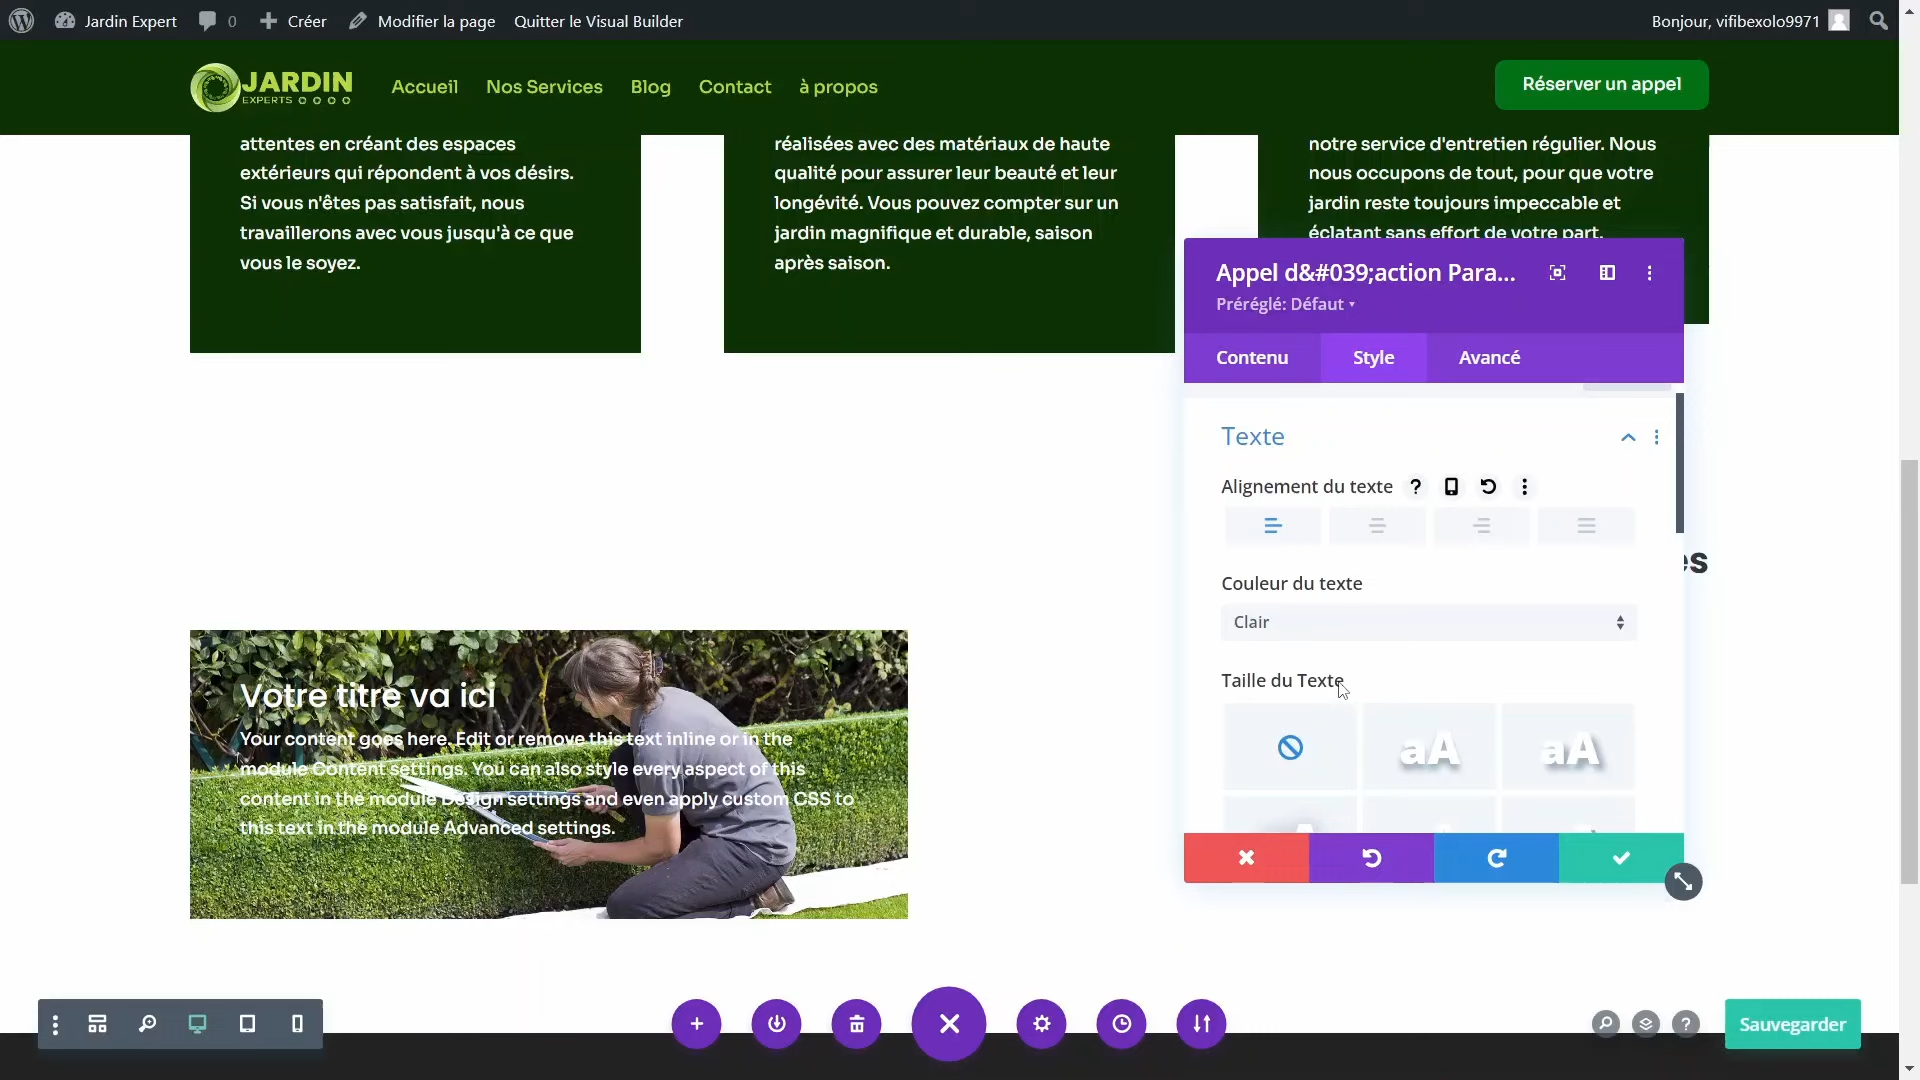 Jardin Expert
0
Créer
Modifier la page
Quitter le Visual Builder
Bonjour, vifibexolo9971
JARDIN
EXPERTS
Accueil
Nos Services
Blog
Contact
à propos
Réserver un appel
attentes en créant des espaces
extérieurs qui répondent à vos désirs.
Si vous n'êtes pas satisfait, nous
travaillerons avec vous jusqu'à ce que
vous le soyez.
réalisées avec des matériaux de haute
qualité pour assurer leur beauté et leur
longévité. Vous pouvez compter sur un
jardin magnifique et durable, saison
après saison.
notre service d'entretien régulier. Nous
nous occupons de tout, pour que votre
jardin reste toujours impeccable et
éclatant sans effort de votre part.
Appel d&#039;action Para...
Préréglé: Défaut
Contenu
Style
Avancé
Texte
Alignement du texte
?
Couleur du texte
Clair
Taille du Texte
aA
aA
es
Votre titre va ici
Your content goes here. Edit or remove this text inline or in the
module Content settings. You can also style every aspect of this
content in the module Design settings and even apply custom CSS to
this text in the module Advanced settings.
?
Sauvegarder